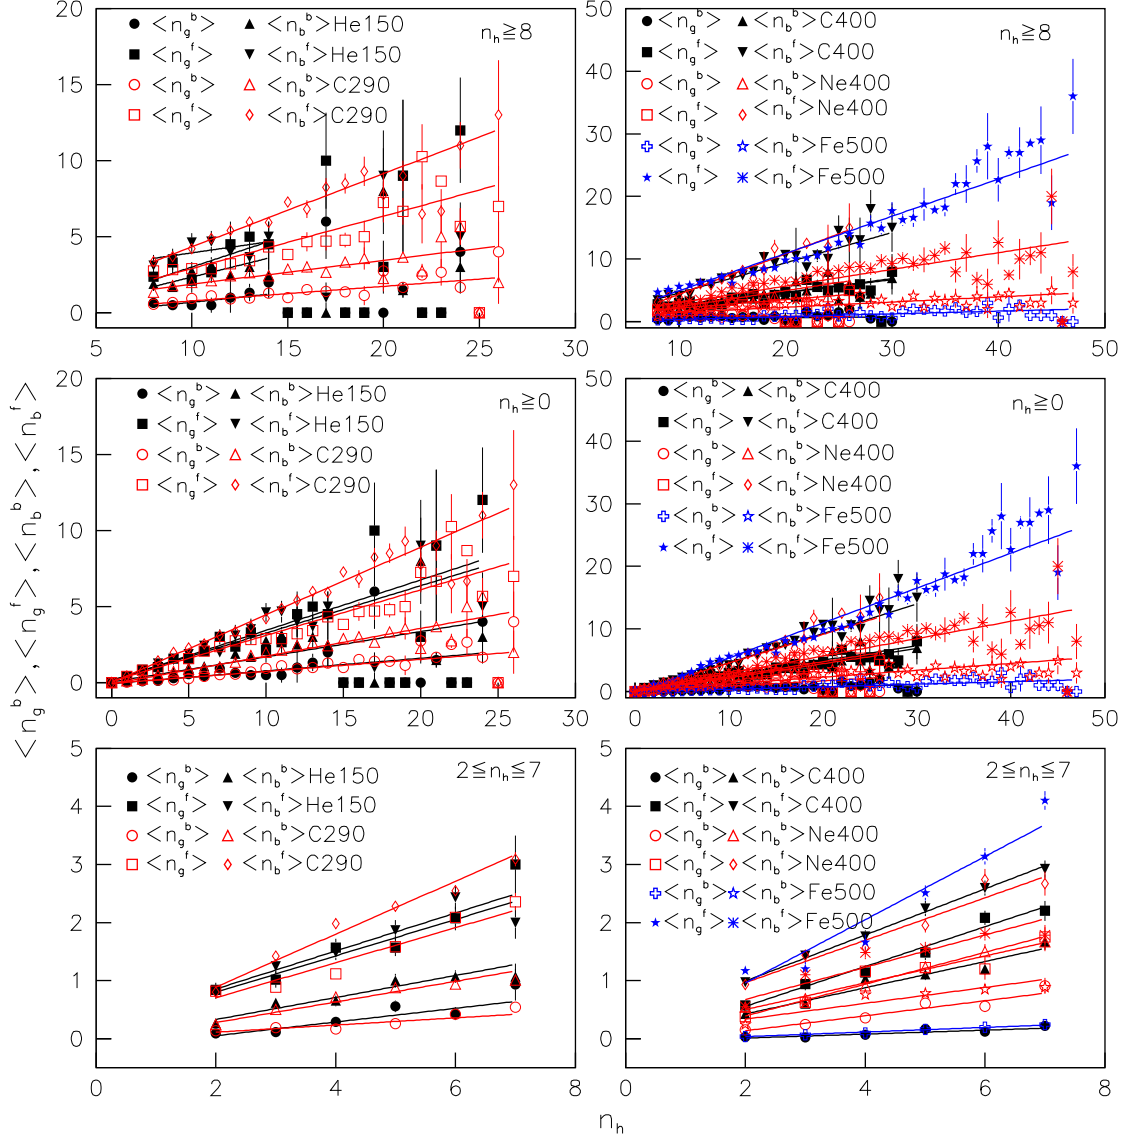 <n_g^b> <n_b^b>He150
<n_g^f> <n_b^f>He150
<n_g^b> <n_b^b>C290
<n_g^f> <n_b^f>C290
n_h≧8
20
15
10
5
0
5 10 15 20 25 30
<n_g^b> <n_b^b>C400
<n_g^f> <n_b^f>C400
<n_g^b> <n_b^b>Ne400
<n_g^f> <n_b^f>Ne400
<n_g^b> <n_b^b>Fe500
<n_g^f> <n_b^f>Fe500
n_h≧8
50
40
30
20
10
0
10 20 30 40 50
<n_g^b> <n_b^b>He150
<n_g^f> <n_b^f>He150
<n_g^b> <n_b^b>C290
<n_g^f> <n_b^f>C290
n_h≧0
20
15
10
5
0
0 5 10 15 20 25 30
<n_g^b> <n_b^b>C400
<n_g^f> <n_b^f>C400
<n_g^b> <n_b^b>Ne400
<n_g^f> <n_b^f>Ne400
<n_g^b> <n_b^b>Fe500
<n_g^f> <n_b^f>Fe500
n_h≧0
50
40
30
20
10
0
0 10 20 30 40 50
<n_g^b> <n_b^b>He150
<n_g^f> <n_b^f>He150
<n_g^b> <n_b^b>C290
<n_g^f> <n_b^f>C290
2≤n_h≤7
5
4
3
2
1
0
0 2 4 6 8
<n_g^b> <n_b^b>C400
<n_g^f> <n_b^f>C400
<n_g^b> <n_b^b>Ne400
<n_g^f> <n_b^f>Ne400
<n_g^b> <n_b^b>Fe500
<n_g^f> <n_b^f>Fe500
2≤n_h≤7
5
4
3
2
1
0
0 2 4 6 8
<n_g^b>,<n_g^f>,<n_b^b>,<n_b^f>
n_h